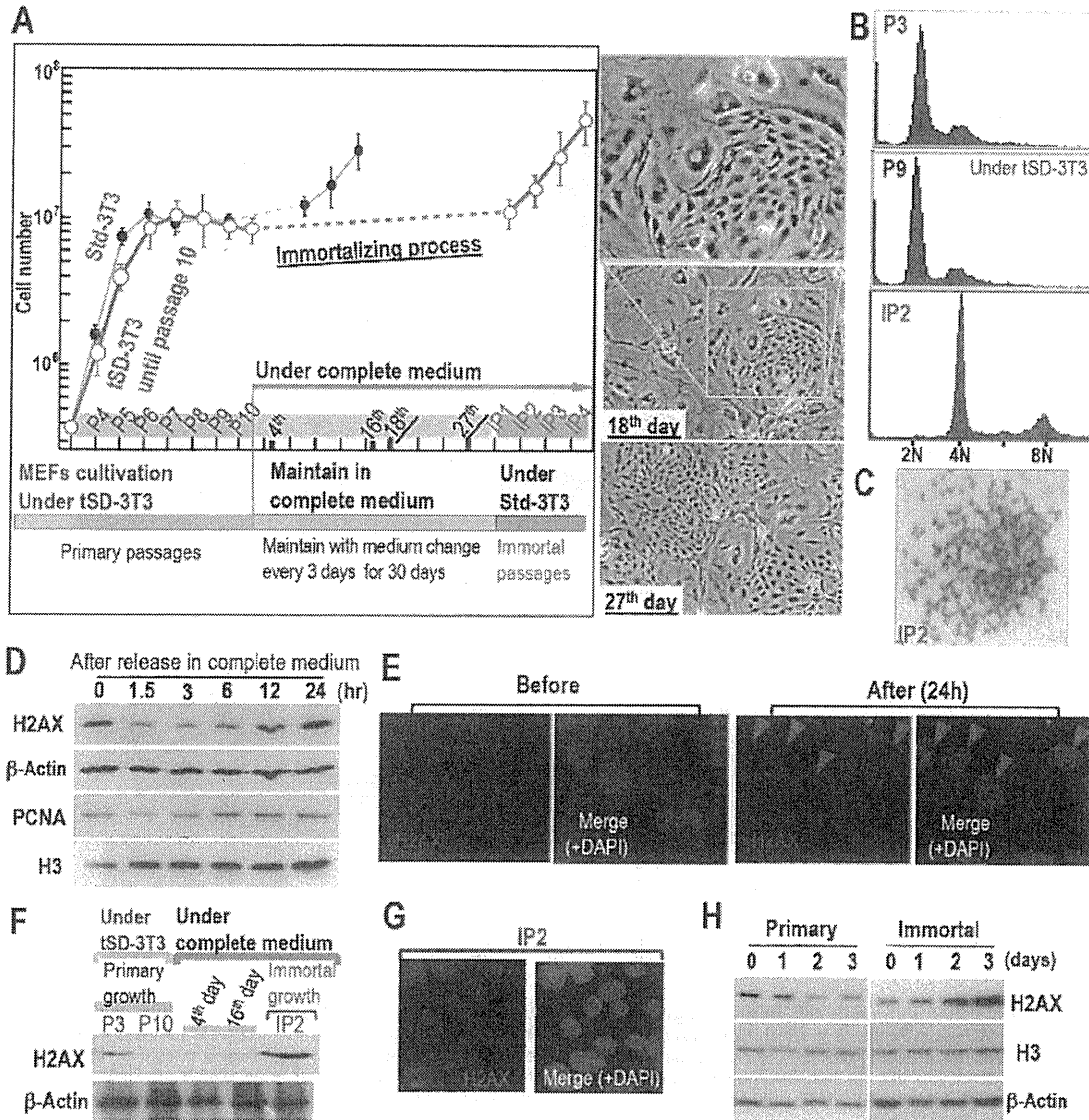 A
10⁸
10⁷
10⁶
Cell number
Std-3T3
tSD-3T3
until passage 10
Immortalizing process
Under complete medium
P4 P5 P6 P7 P8 P9 P10 4th 16th 18th 27th IP1 IP2 IP3 IP4
MEFs cultivation
Under tSD-3T3
Maintain in
complete medium
Under
Std-3T3
Primary passages
Maintain with medium change
every 3 days for 30 days
Immortal
passages
18th day
27th day
B
P3
P9
Under tSD-3T3
IP2
2N 4N 8N
C
IP2
D
After release in complete medium
0 1.5 3 6 12 24 (hr)
H2AX
β-Actin
PCNA
H3
E
Before
After (24h)
Merge
(+DAPI)
Merge
(+DAPI)
F
Under
tSD-3T3
Under
complete medium
Primary
growth
4th day
16th day
Immortal
growth
P3 P10 IP2
H2AX
β-Actin
G
IP2
H2AX
Merge (+DAPI)
H
Primary Immortal
0 1 2 3 0 1 2 3 (days)
H2AX
H3
β-Actin